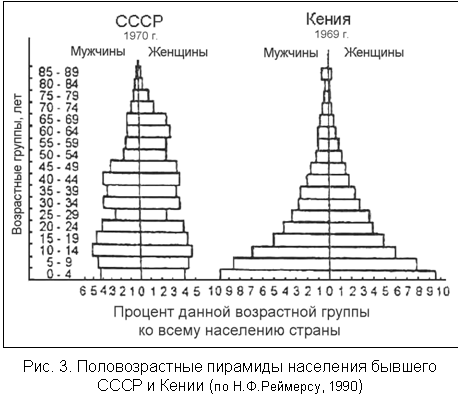 СССР
1970 г.
Мужчины Женщины
Кения
1969 г.
Мужчины Женщины
Возрастные группы, лет
85 - 89
80 - 84
75 - 79
70 - 74
65 - 69
60 - 64
55 - 59
50 - 54
45 - 49
40 - 44
35 - 39
30 - 34
25 - 29
20 - 24
15 - 19
10 - 14
5 - 9
0 - 4
6 5 4 3 2 1 0 1 2 3 4 5 10 9 8 7 6 5 4 3 2 1 0 1 2 3 4 5 6 7 8 9 10
Процент данной возрастной группы
ко всему населению страны
Рис. 3. Половозрастные пирамиды населения бывшего
СССР и Кении (по Н.Ф.Реймерсу, 1990)